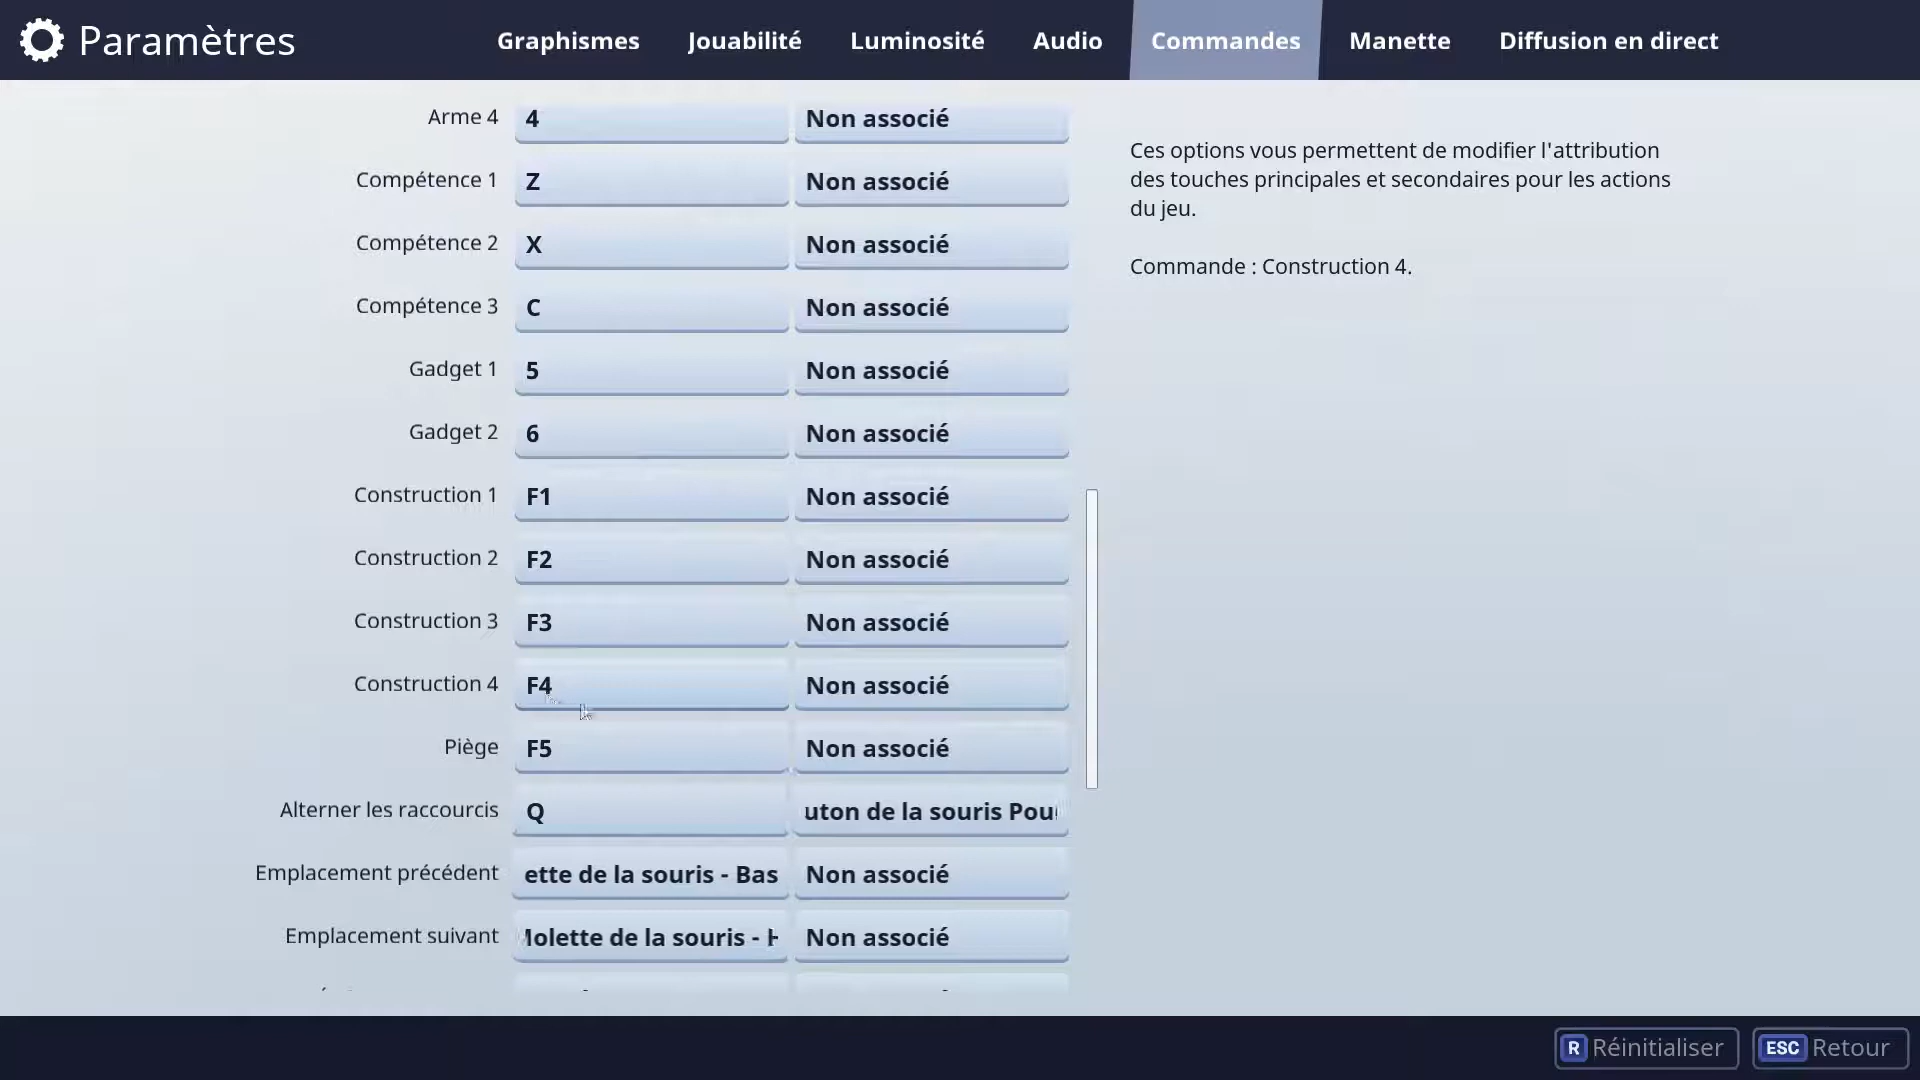 Paramètres
Graphismes Jouabilité Luminosité Audio Commandes Manette Diffusion en direct
Arme 4 4 Non associé
Compétence 1 Z Non associé
Compétence 2 X Non associé
Compétence 3 C Non associé
Gadget 1 5 Non associé
Gadget 2 6 Non associé
Construction 1 F1 Non associé
Construction 2 F2 Non associé
Construction 3 F3 Non associé
Construction 4 F4 Non associé
Piège F5 Non associé
Alterner les raccourcis Q uton de la souris Pou
Emplacement précédent ette de la souris - Bas Non associé
Emplacement suivant olette de la souris - Non associé
Ces options vous permettent de modifier l'attribution
des touches principales et secondaires pour les actions
du jeu.
Commande : Construction 4.
R Réinitialiser ESC Retour